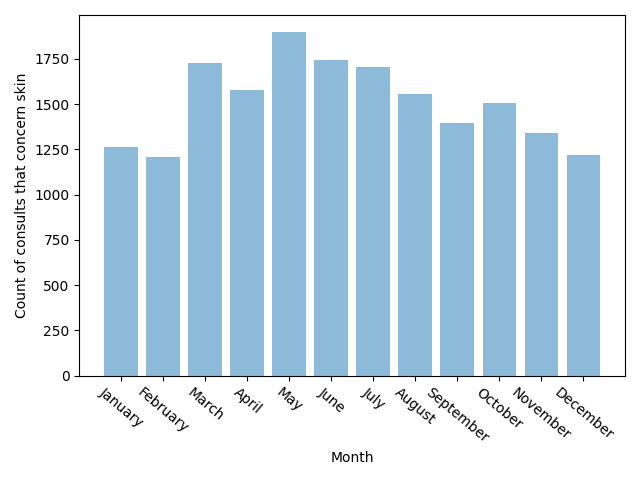 Count of consults that concern skin
1750
1500
1250
1000
750
500
250
0
January
February
March
April
May
June
July
August
September
October
November
December
Month